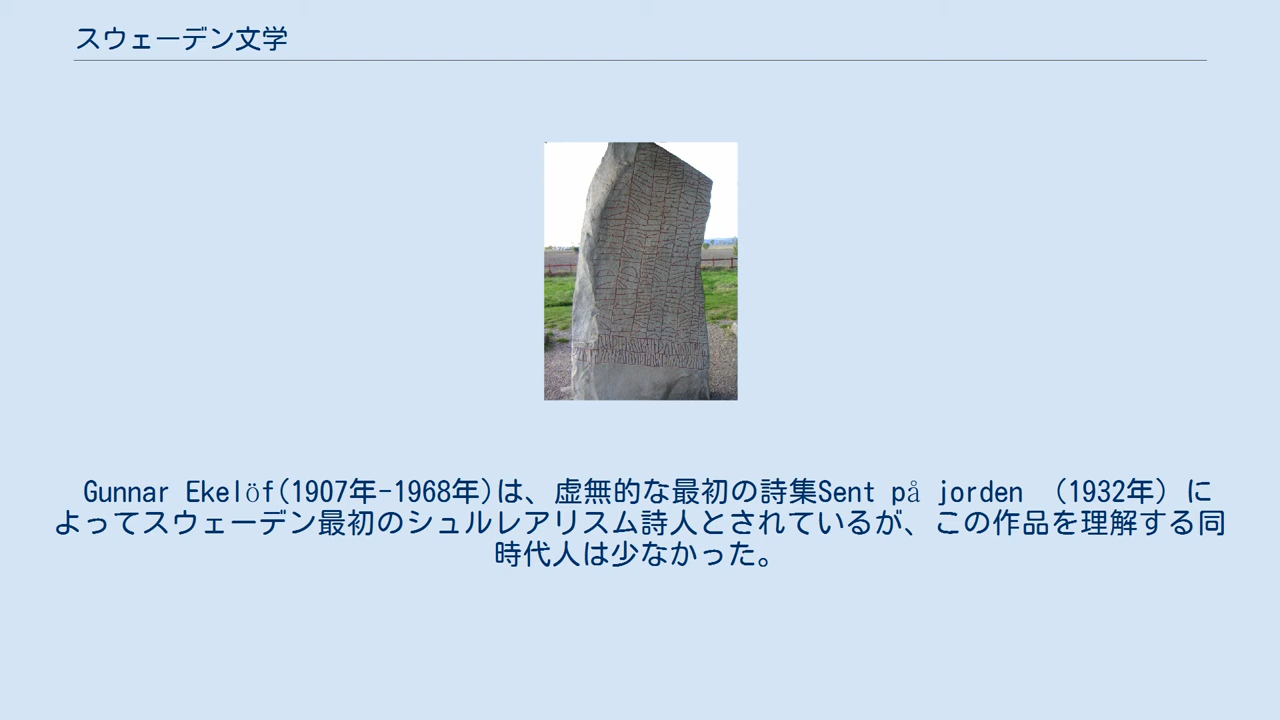 スウェーデン文学
Gunnar Ekelöf(1907年-1968年)は、虚無的な最初の詩集Sent på jorden （1932年）に
よってスウェーデン最初のシュルレアリスム詩人とされているが、この作品を理解する同
時代人は少なかった。